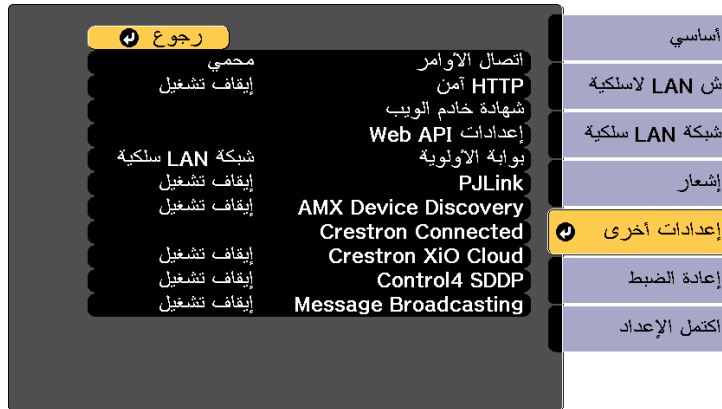 رجوع
اتصال الأوامر محمي
HTTP آمن إيقاف تشغيل
شهادة خادم الويب
إعدادات Web API
بوابة الأولوية شبكة LAN سلكية
PJLink إيقاف تشغيل
AMX Device Discovery إيقاف تشغيل
Crestron Connected
Crestron XiO Cloud إيقاف تشغيل
Control4 SDDP إيقاف تشغيل
Message Broadcasting إيقاف تشغيل
أساسي
ش LAN لاسلكية
شبكة LAN سلكية
إشعار
إعدادات أخرى
إعادة الضبط
اكتمل الإعداد